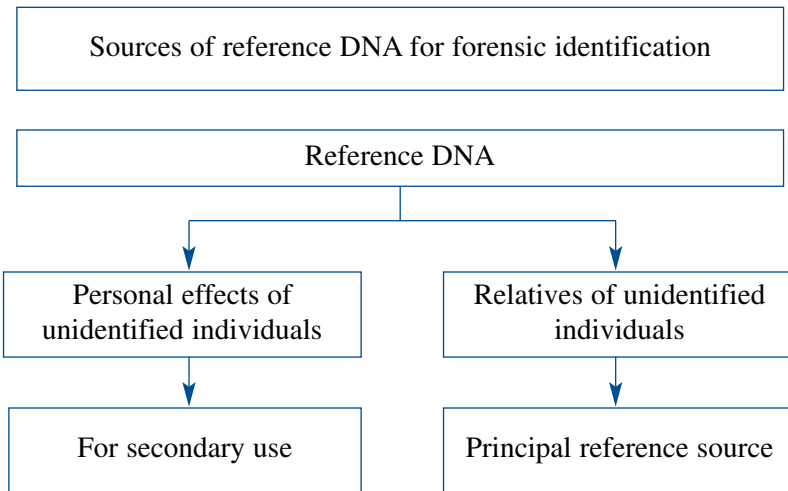 Sources of reference DNA for forensic identification
Reference DNA
Personal effects of
unidentified individuals
Relatives of unidentified
individuals
For secondary use
Principal reference source